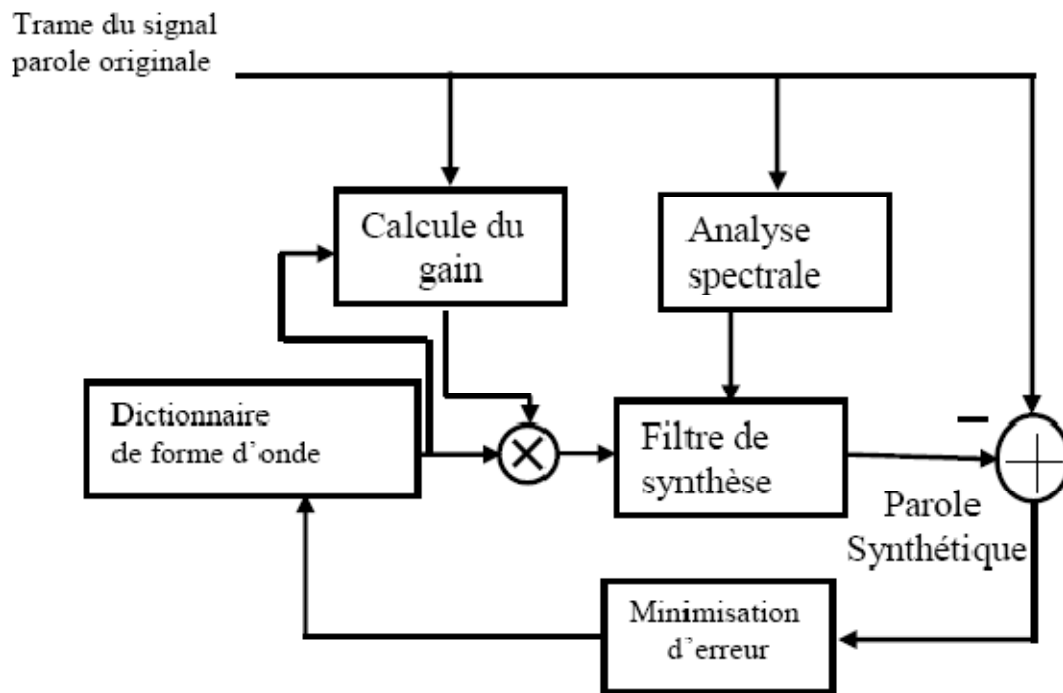 Trame du signal
parole originale
Calcule du
gain
Analyse
spectrale
Dictionnaire
de forme d'onde
Filtre de
synthèse
Parole
Synthétique
Minimisation
d'erreur